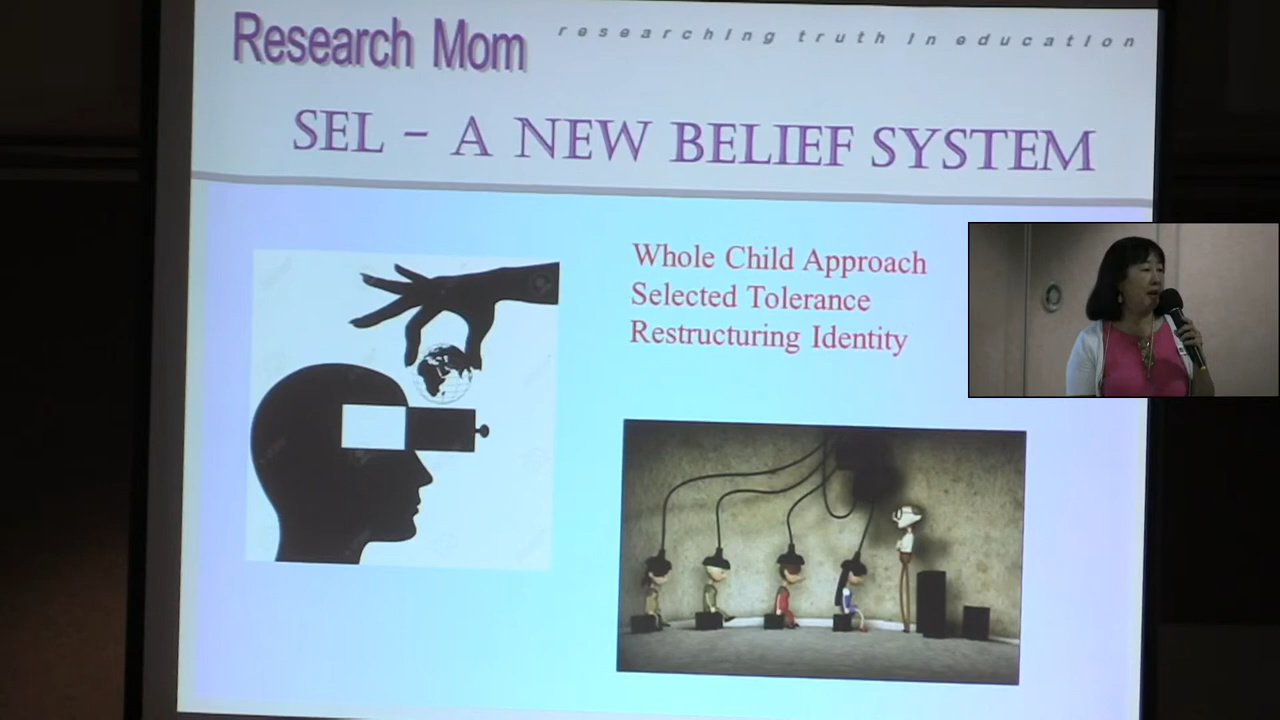 Research Mom
researching truth in education
SEL – A NEW BELIEF SYSTEM
Whole Child Approach
Selected Tolerance
Restructuring Identity